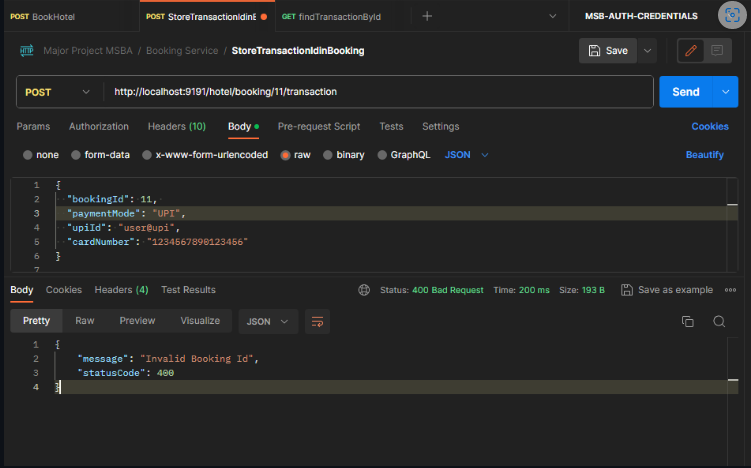 POST BookHotel
POST StoreTransactionIdinE
GET findTransactionById
MSB-AUTH-CREDENTIALS
HTTP Major Project MSBA / Booking Service / StoreTransactionIdinBooking
Save
POST http://localhost:9191/hotel/booking/11/transaction Send
Params Authorization Headers (10) Body Pre-request Script Tests Settings Cookies
none form-data x-www-form-urlencoded raw binary GraphQL JSON Beautify
1 {
2 "bookingId": 11,
3 "paymentMode": "UPI",
4 "upiId": "user@upi",
5 "cardNumber": "1234667890123466"
6 }
7
Body Cookies Headers (4) Test Results Status: 400 Bad Request Time: 200 ms Size: 193 B Save as example
Pretty Raw Preview Visualize JSON
1 {
2 "message": "Invalid Booking Id",
3 "statusCode": 400
4 }